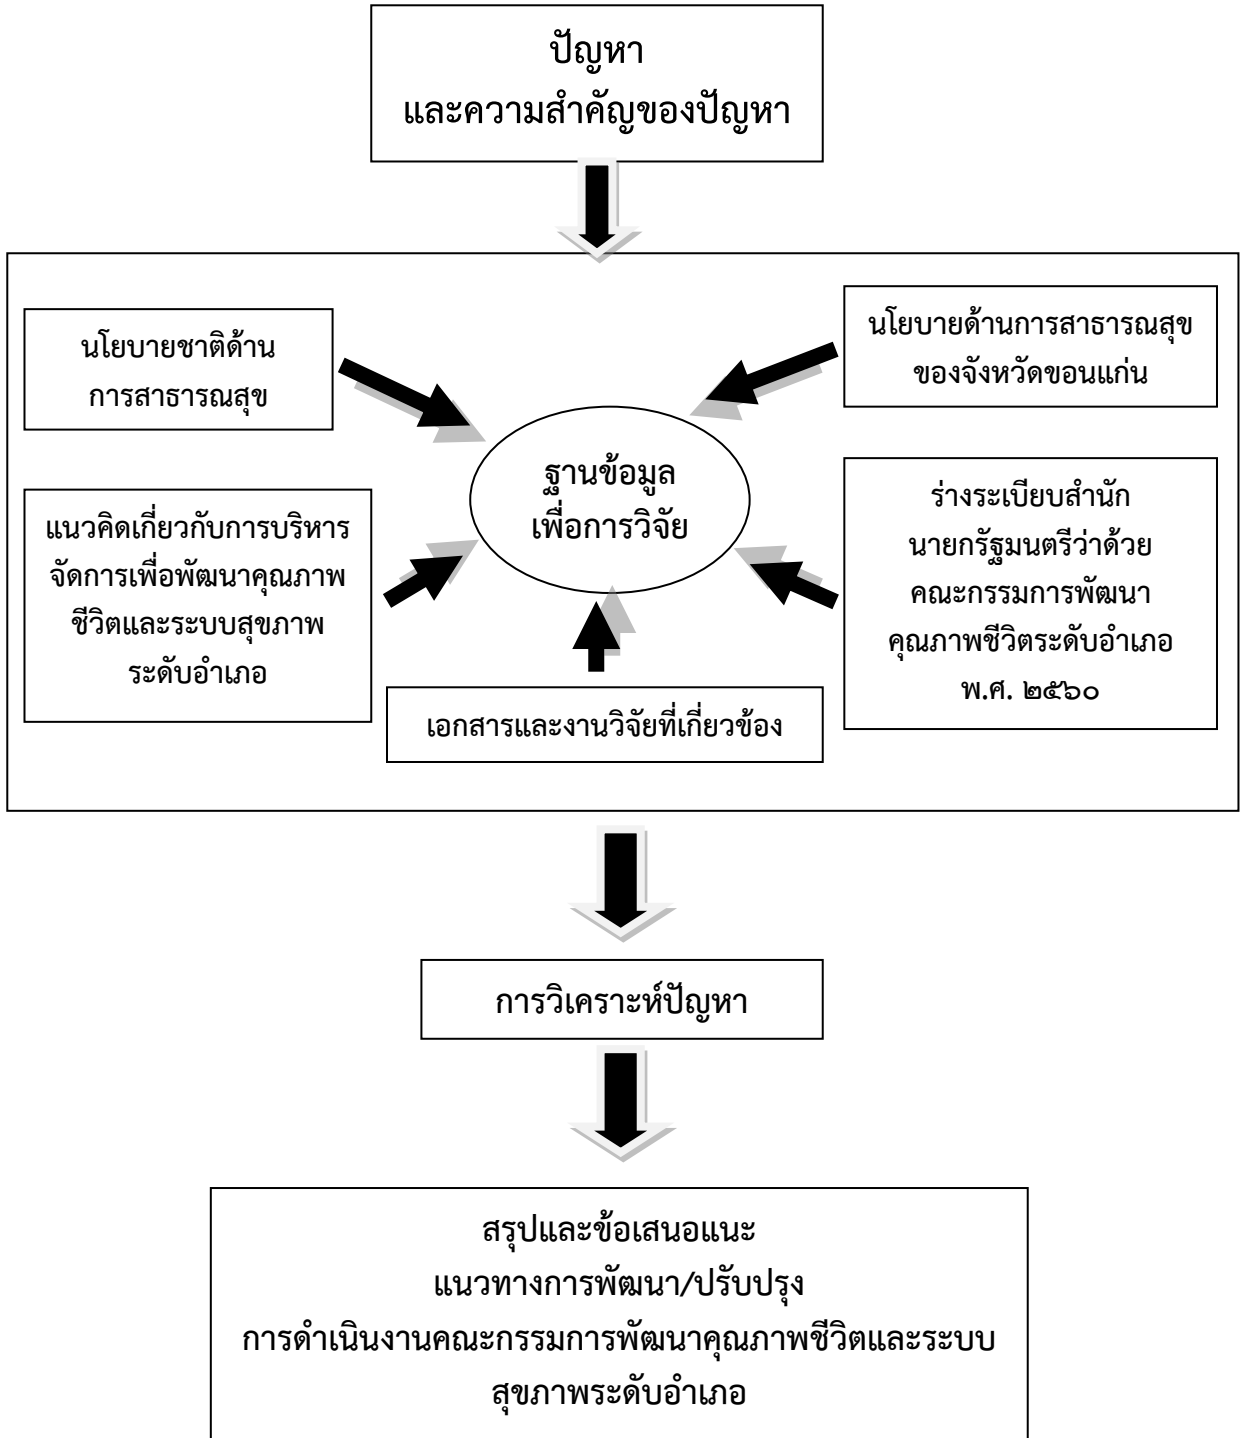 ปัญหา
และความสำคัญของปัญหา
นโยบายชาติด้าน
การสาธารณสุข
นโยบายด้านการสาธารณสุข
ของจังหวัดขอนแก่น
ฐานข้อมูล
เพื่อการวิจัย
แนวคิดเกี่ยวกับการบริหาร
จัดการเพื่อพัฒนาคุณภาพ
ชีวิตและระบบสุขภาพ
ระดับอำเภอ
ร่างระเบียบสำนัก
นายกรัฐมนตรีว่าด้วย
คณะกรรมการพัฒนา
คุณภาพชีวิตระดับอำเภอ
พ.ศ. ๒๕๖๐
เอกสารและงานวิจัยที่เกี่ยวข้อง
การวิเคราะห์ปัญหา
สรุปและข้อเสนอแนะ
แนวทางการพัฒนา/ปรับปรุง
การดำเนินงานคณะกรรมการพัฒนาคุณภาพชีวิตและระบบ
สุขภาพระดับอำเภอ